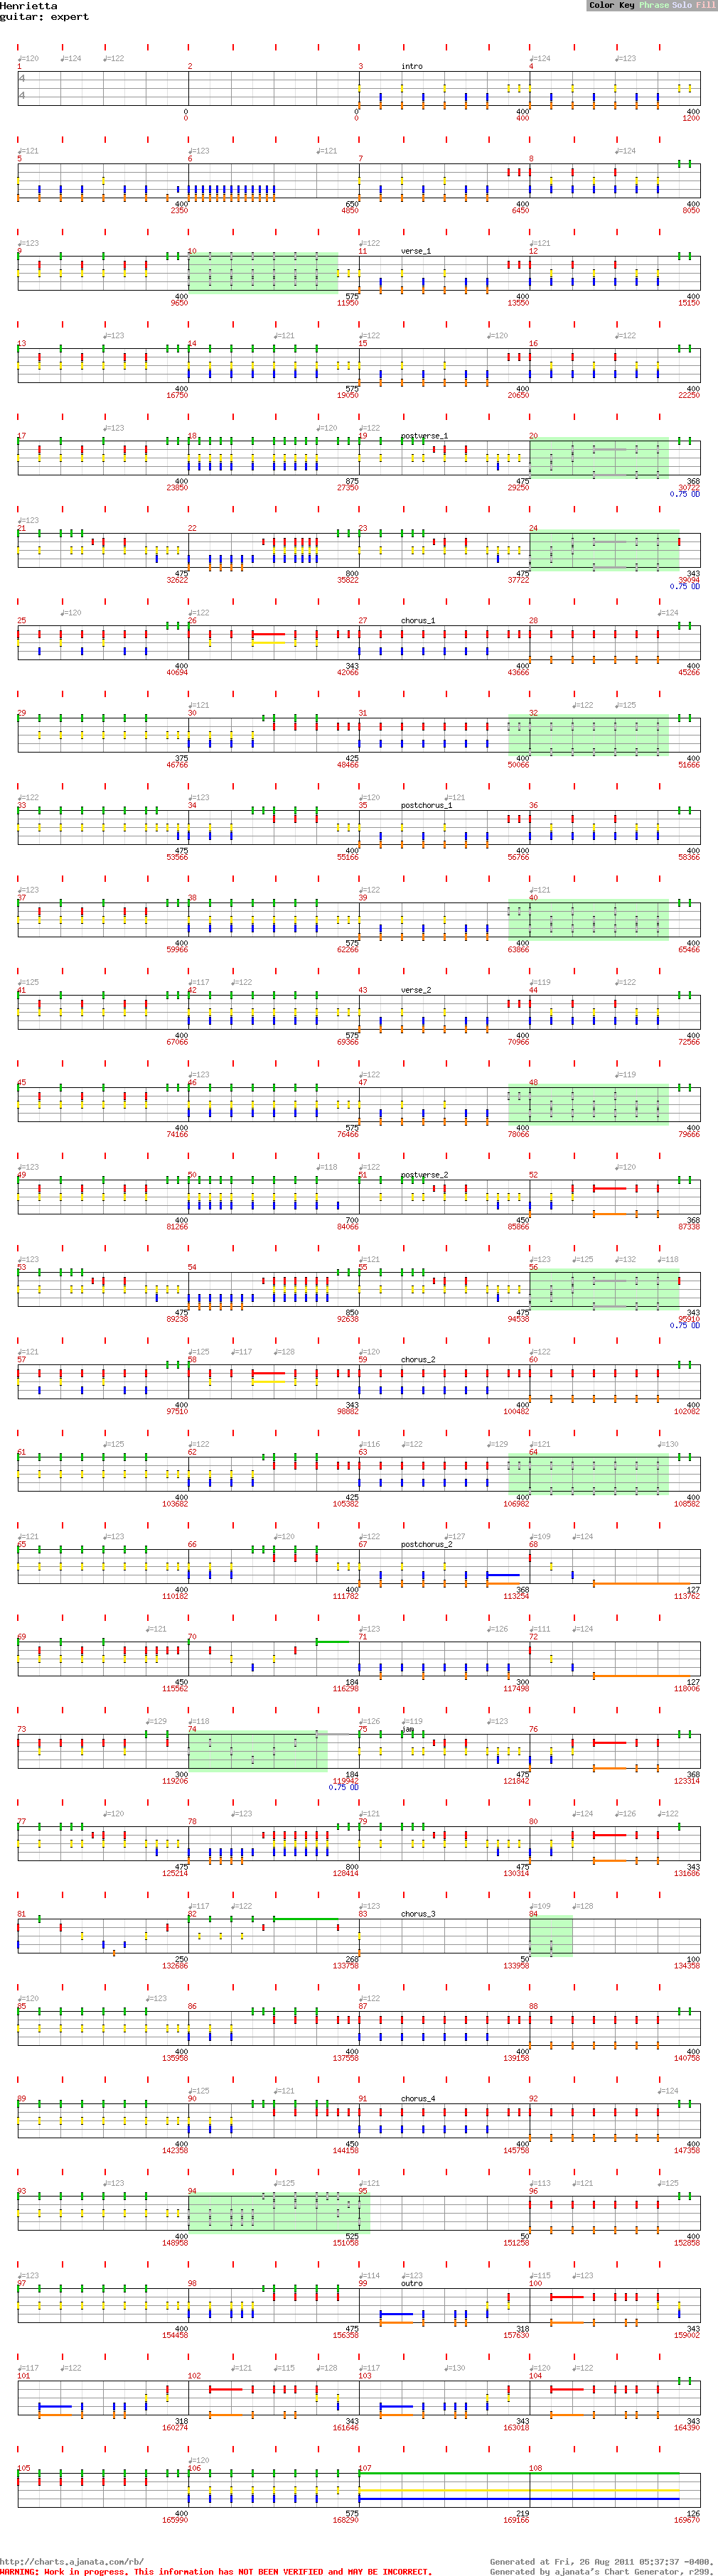 Henrietta
guitar: expert
Color Key Phrase Solo Fill
♩=120 ♩=124 ♩=122 ♩=124 ♩=123
1 2 3 intro 4
4
4
0 0 400 400
0 0 400 1200
♩=121 ♩=123 ♩=121 ♩=124
5 6 7 8
400 650 400 400
2350 4850 6450 8050
♩=123 ♩=122 ♩=121
9 10 11 verse_1 12
400 575 400 400
9650 11950 13550 15150
♩=123 ♩=121 ♩=122 ♩=120 ♩=122
13 14 15 16
400 575 400 400
16750 19050 20650 22250
♩=123 ♩=120 ♩=122
17 18 19 postverse_1 20
400 875 475 368
23850 27350 29250 30722
0.75 OD
♩=123
21 22 23 24
475 800 475 343
32622 35822 37722 39094
0.75 OD
♩=120 ♩=122 ♩=124
25 26 27 chorus_1 28
400 343 400 400
40694 42066 43666 45266
♩=121 ♩=122 ♩=125
29 30 31 32
375 425 400 400
46766 48466 50066 51666
♩=122 ♩=123 ♩=120 ♩=121
33 34 35 postchorus_1 36
475 400 400 400
53566 55166 56766 58366
♩=123 ♩=122 ♩=121
37 38 39 40
400 575 400 400
59966 62266 63866 65466
♩=125 ♩=117 ♩=122 ♩=119 ♩=122
41 42 43 verse_2 44
400 575 400 400
67066 69366 70966 72566
♩=123 ♩=122 ♩=119
45 46 47 48
400 575 400 400
74166 76466 78066 79666
♩=123 ♩=118 ♩=122 ♩=120
49 50 51 postverse_2 52
400 700 450 368
81266 84066 85866 87338
♩=123 ♩=121 ♩=123 ♩=125 ♩=132 ♩=118
53 54 55 56
475 850 475 343
89238 92638 94538 95910
0.75 OD
♩=121 ♩=125 ♩=117 ♩=128 ♩=120 ♩=122
57 58 59 chorus_2 60
400 343 400 400
97510 98882 100482 102082
♩=125 ♩=122 ♩=116 ♩=122 ♩=129 ♩=121 ♩=130
61 62 63 64
400 425 400 400
103682 105382 106982 108582
♩=121 ♩=123 ♩=120 ♩=122 ♩=127 ♩=109 ♩=124
65 66 67 postchorus_2 68
400 400 368 127
110182 111782 113254 113762
♩=121 ♩=123 ♩=126 ♩=111 ♩=124
69 70 71 72
450 184 300 127
115562 116298 117498 118006
♩=129 ♩=118 ♩=126 ♩=119 ♩=123
73 74 75 jam 76
300 184 475 368
119206 119942 121842 123314
0.75 OD
♩=120 ♩=123 ♩=121 ♩=124 ♩=126 ♩=122
77 78 79 80
475 800 475 343
125214 128414 130314 131686
♩=117 ♩=122 ♩=123 ♩=109 ♩=128
81 82 83 chorus_3 84
250 268 50 100
132686 133758 133958 134358
♩=120 ♩=123 ♩=122
85 86 87 88
400 400 400 400
135958 137558 139158 140758
♩=125 ♩=121 ♩=124
89 90 91 chorus_4 92
400 450 400 400
142358 144158 145758 147358
♩=123 ♩=125 ♩=121 ♩=113 ♩=121 ♩=125
93 94 95 96
400 525 50 400
148958 151058 151258 152858
♩=123 ♩=114 ♩=123 ♩=115 ♩=123
97 98 99 outro 100
400 475 318 343
154458 156358 157630 159002
♩=117 ♩=122 ♩=121 ♩=115 ♩=128 ♩=117 ♩=130 ♩=120 ♩=122
101 102 103 104
318 343 343 343
160274 161646 163018 164390
♩=120
105 106 107 108
400 575 219 126
165990 168290 169166 169670
http://charts.ajanata.com/rb/
Generated at Fri, 26 Aug 2011 05:37:37 -0400.
WARNING: Work in progress. This information has NOT BEEN VERIFIED and MAY BE INCORRECT.
Generated by ajanata's Chart Generator, r299.